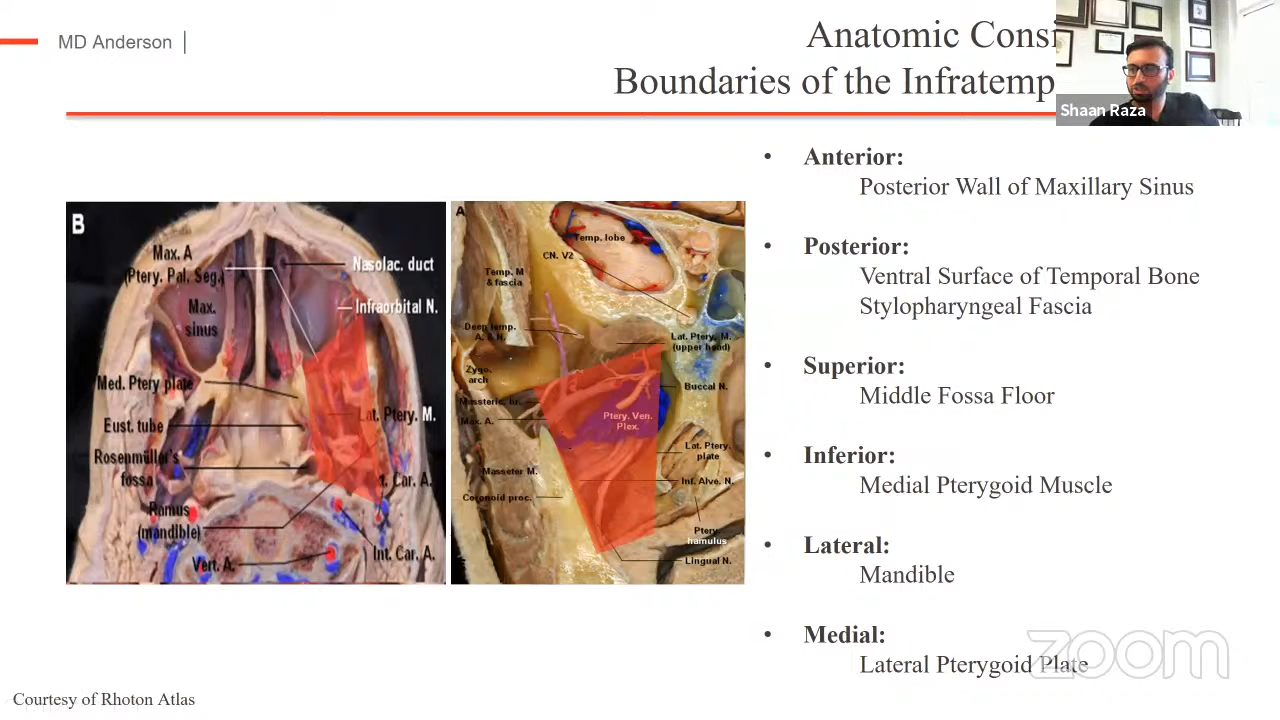 MD Anderson
Anatomic Consi
Boundaries of the Infratemp
Shaan Raza
B
Max. A
(Ptery. Pal. Seg.)
Nasolac. duct
Max.
sinus
Infraorbital N.
Med. Ptery plate
Lat. Ptery. M.
Eust. tube
Rosenmüller's
fossa
t. Car. A.
Ramus
(mandible)
Int. Car. A.
Vert. A.
A
Temp. lobe
CN. V2
Temp. M
& fascia
Deep temp.
A. & N.
Lat. Ptery. M.
(upper head)
Zygo.
arch
Buccal N.
Masseteric. br.
Max. A.
Ptery. Ven.
Plex.
Lat. Ptery.
plate
Masseter M.
Inf. Alve. N.
Coronoid proc.
Ptery.
hamulus
Lingual N.
• Anterior:
Posterior Wall of Maxillary Sinus
• Posterior:
Ventral Surface of Temporal Bone
Stylopharyngeal Fascia
• Superior:
Middle Fossa Floor
• Inferior:
Medial Pterygoid Muscle
• Lateral:
Mandible
• Medial:
Lateral Pterygoid Plate
zoom
Courtesy of Rhoton Atlas